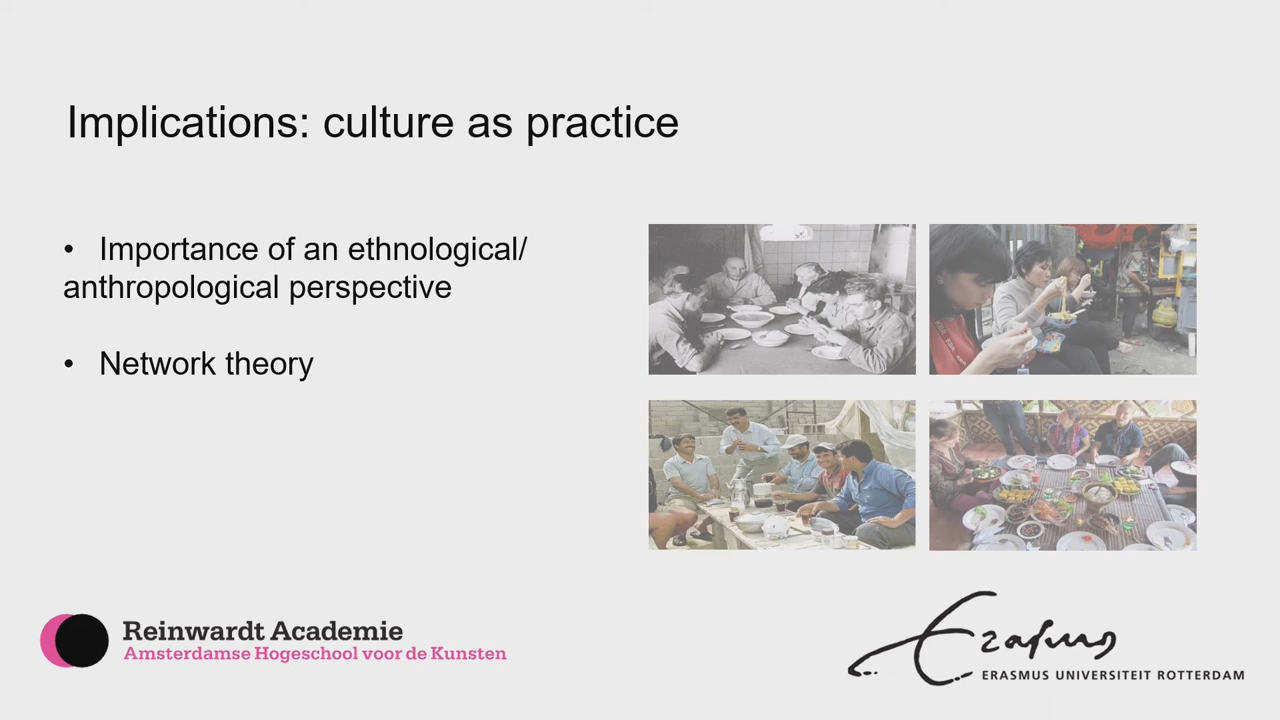 Implications: culture as practice
• Importance of an ethnological/
anthropological perspective
• Network theory
Reinwardt Academie
Amsterdamse Hogeschool voor de Kunsten
Erasmus
ERASMUS UNIVERSITEIT ROTTERDAM